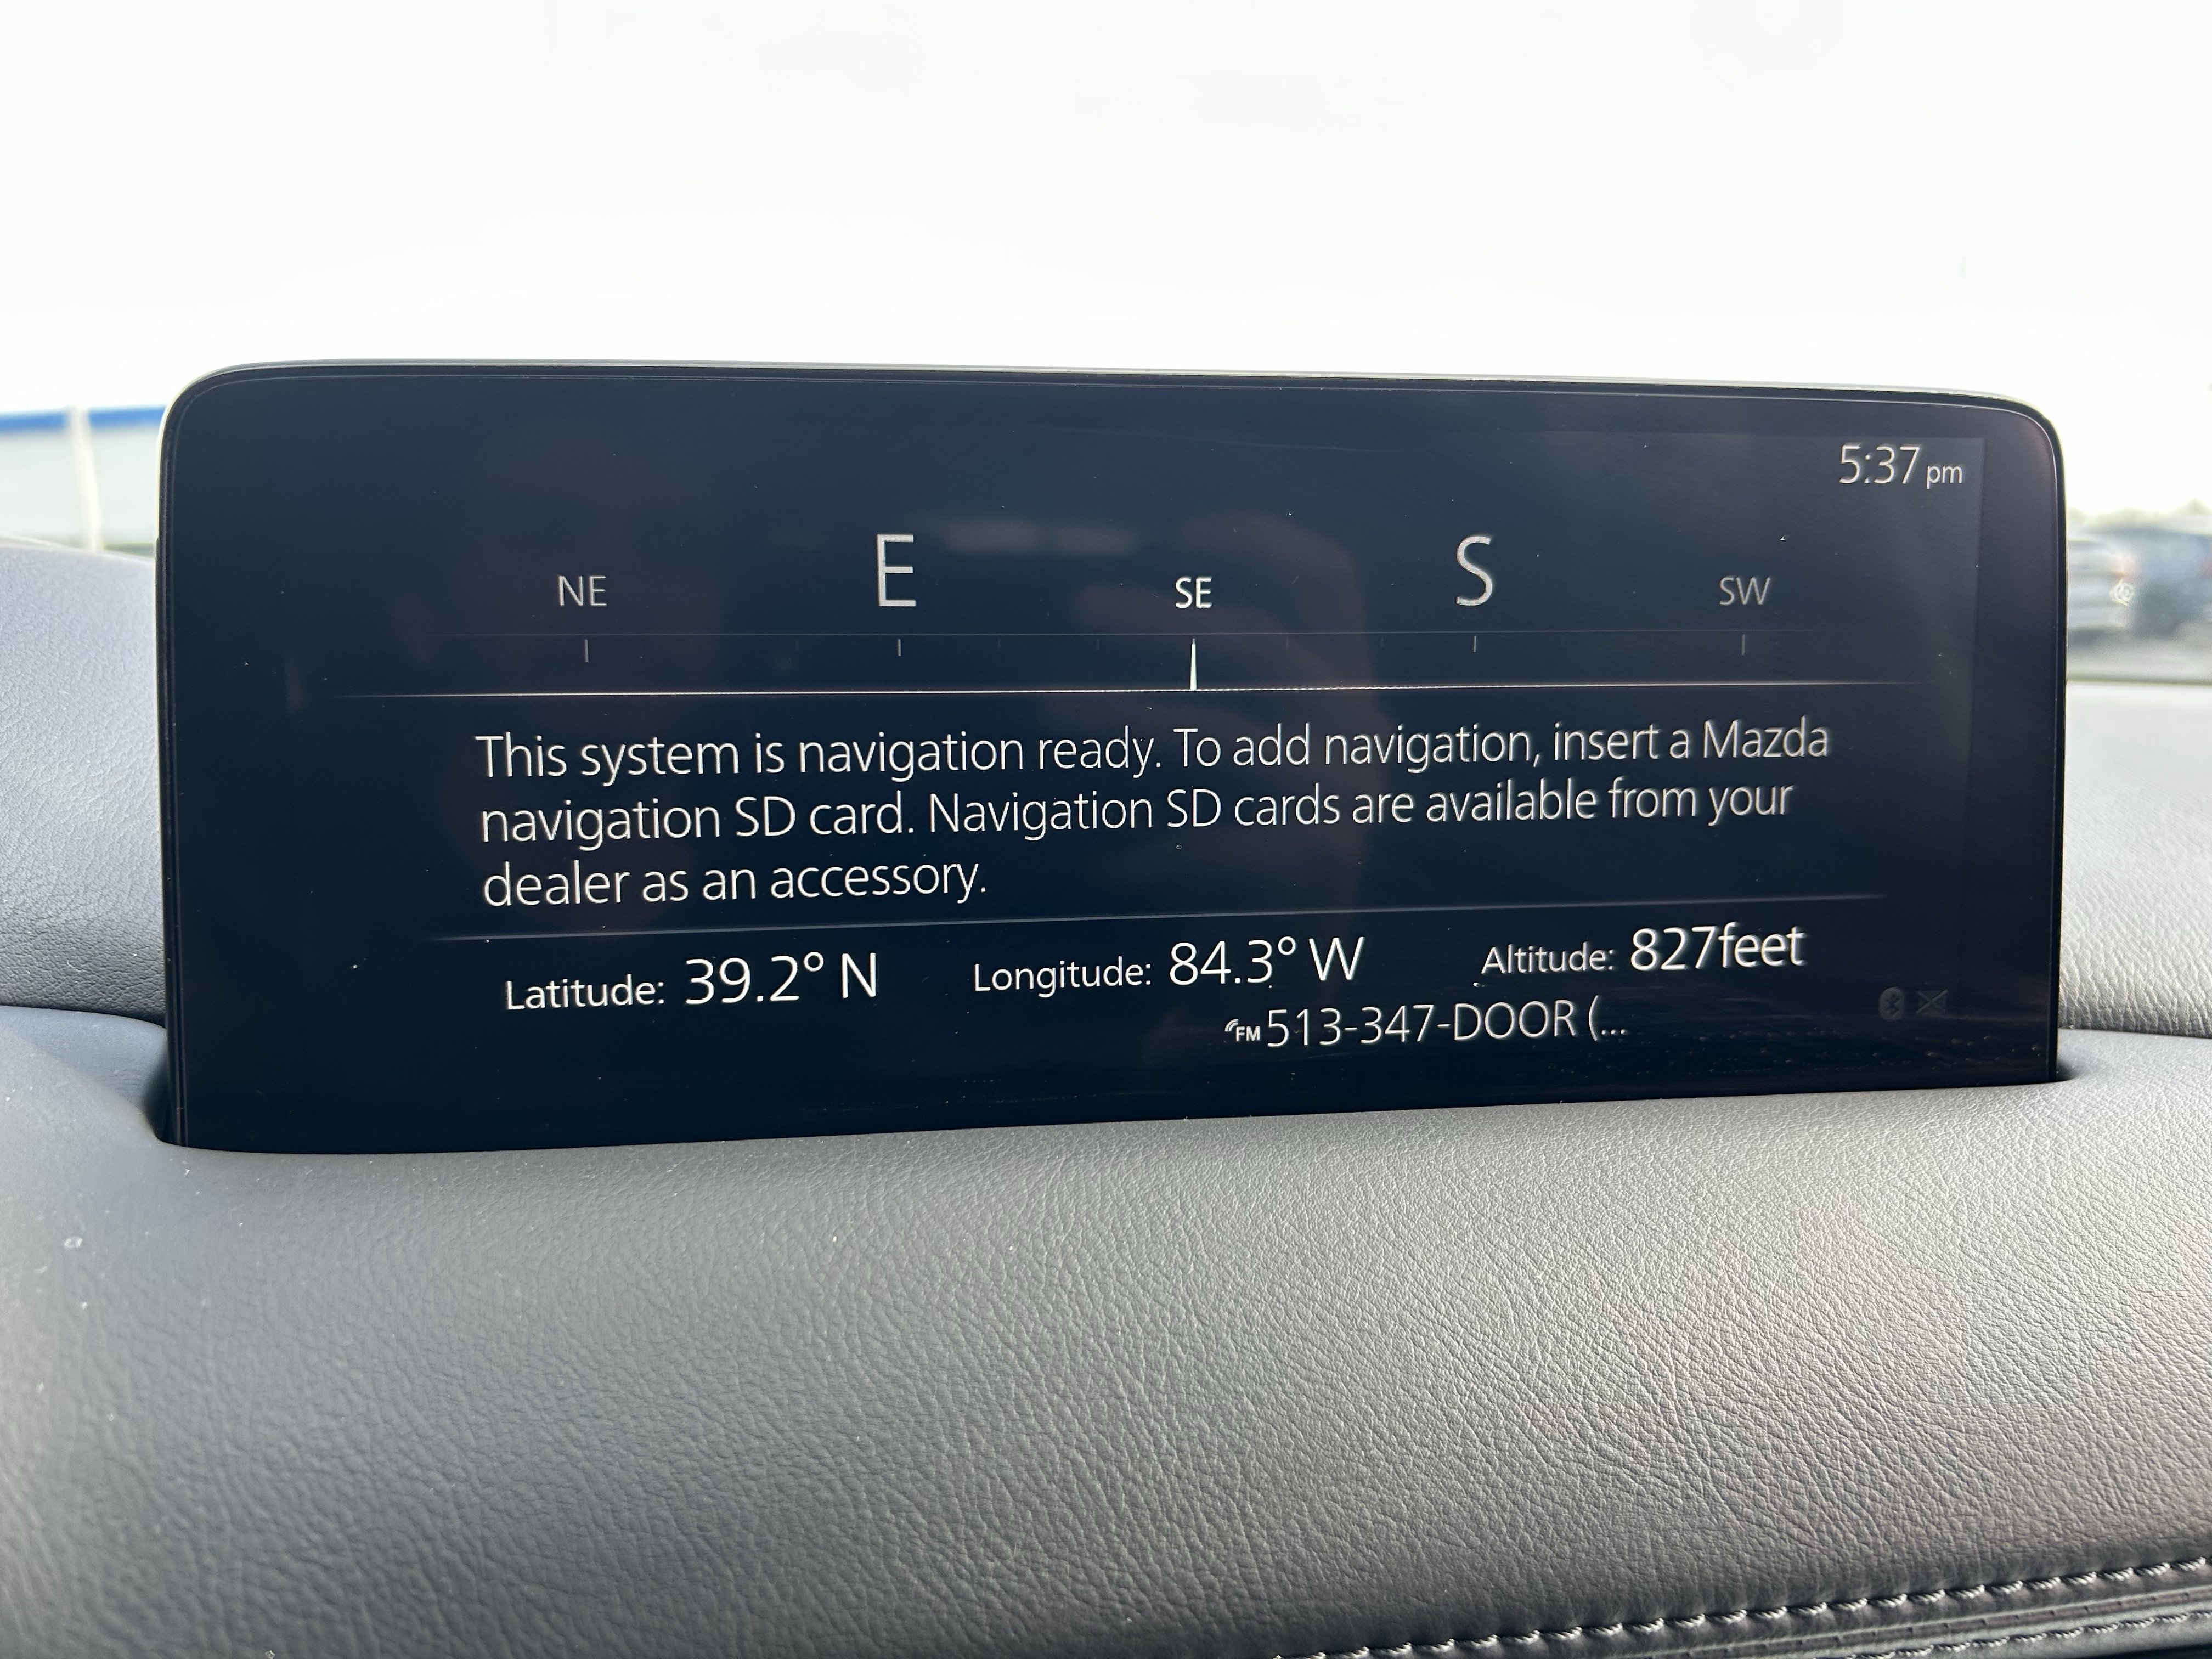 5:37 pm
NE E SE S SW
This system is navigation ready. To add navigation, insert a Mazda
navigation SD card. Navigation SD cards are available from your
dealer as an accessory.
Latitude: 39.2° N Longitude: 84.3° W Altitude: 827feet
FM 513-347-DOOR (...